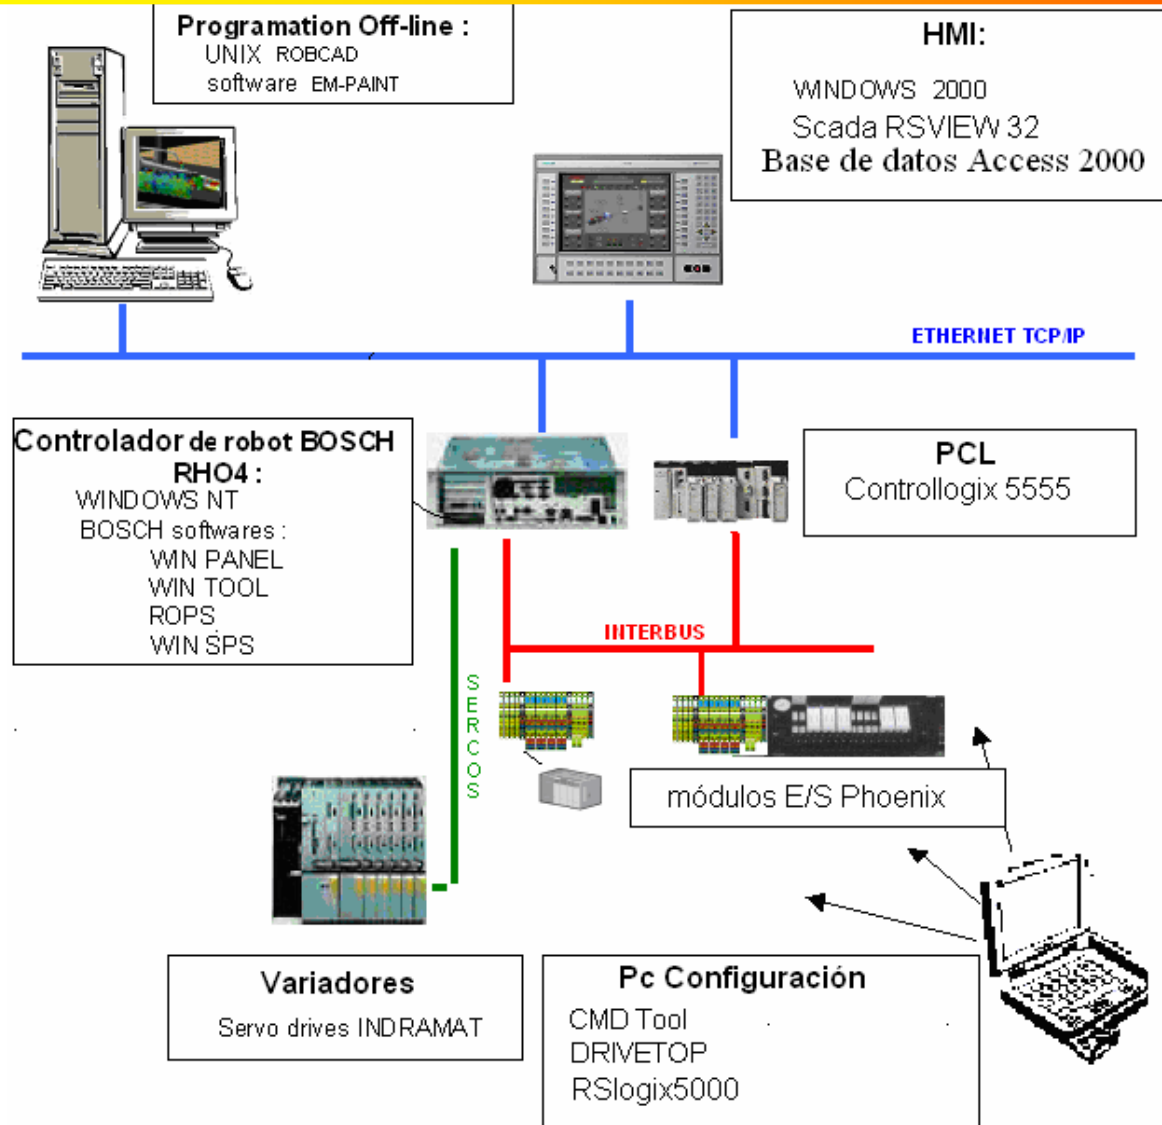 Programation Off-line :
UNIX ROBCAD
software EM-PAINT
HMI:
WINDOWS 2000
Scada RSVIEW 32
Base de datos Access 2000
ETHERNET TCP/IP
Controlador de robot BOSCH
RHO4 :
WINDOWS NT
BOSCH softwares :
WIN PANEL
WIN TOOL
ROPS
WIN SPS
PCL
Controllogix 5555
INTERBUS
SERCOS
módulos E/S Phoenix
Variadores
Servo drives INDRAMAT
Pc Configuración
CMD Tool
DRIVETOP
RSlogix5000